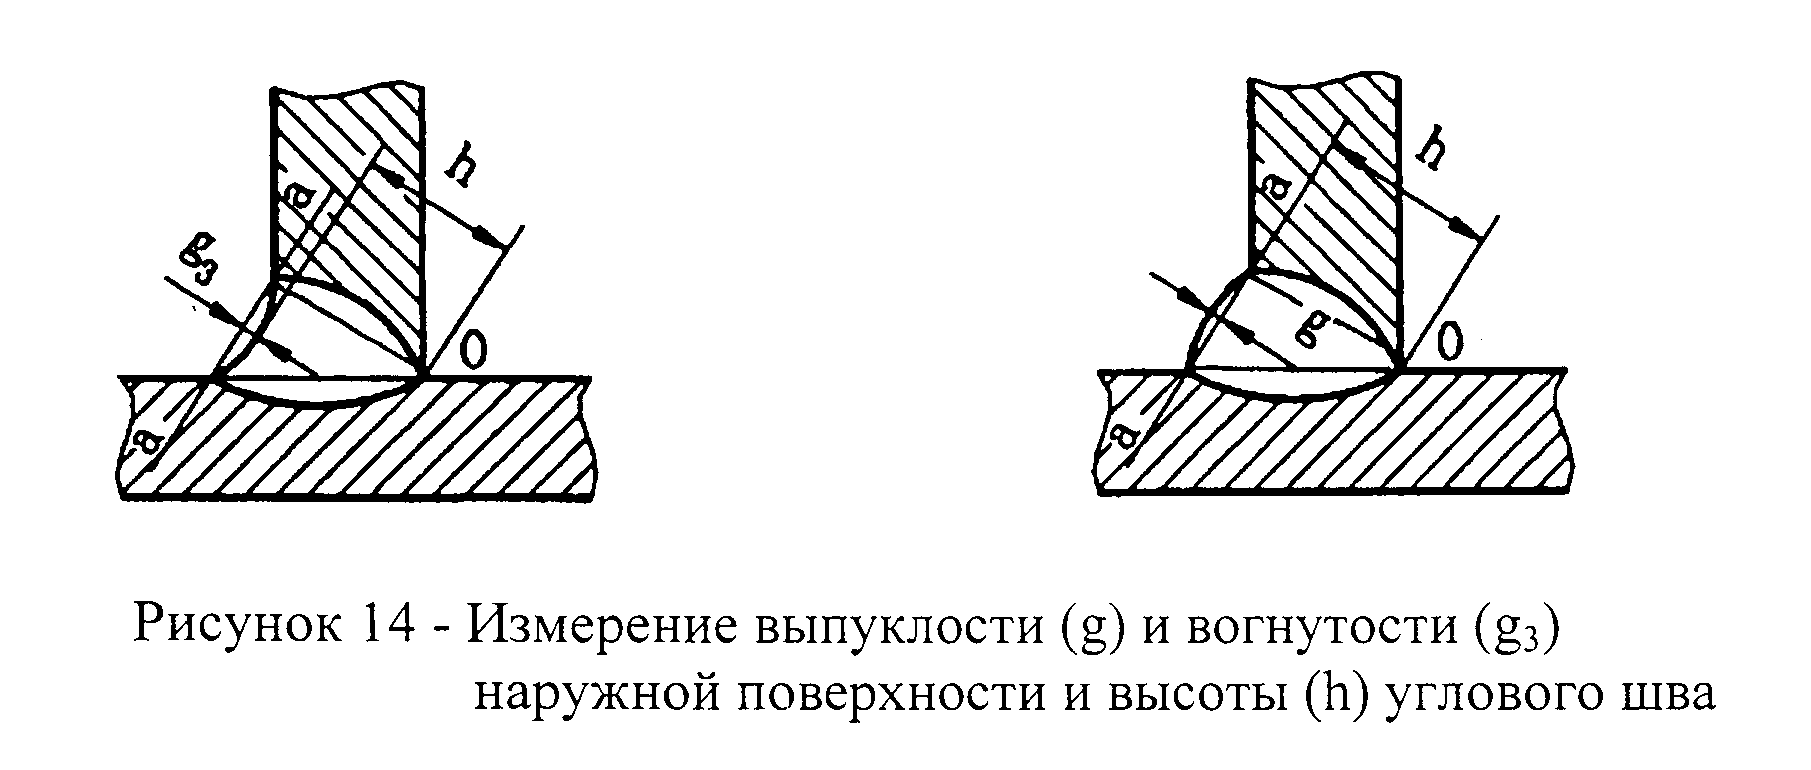 h
a
g₃
0
a
h
a
g
0
a
Рисунок 14 - Измерение выпуклости (g) и вогнутости (g₃)
наружной поверхности и высоты (h) углового шва